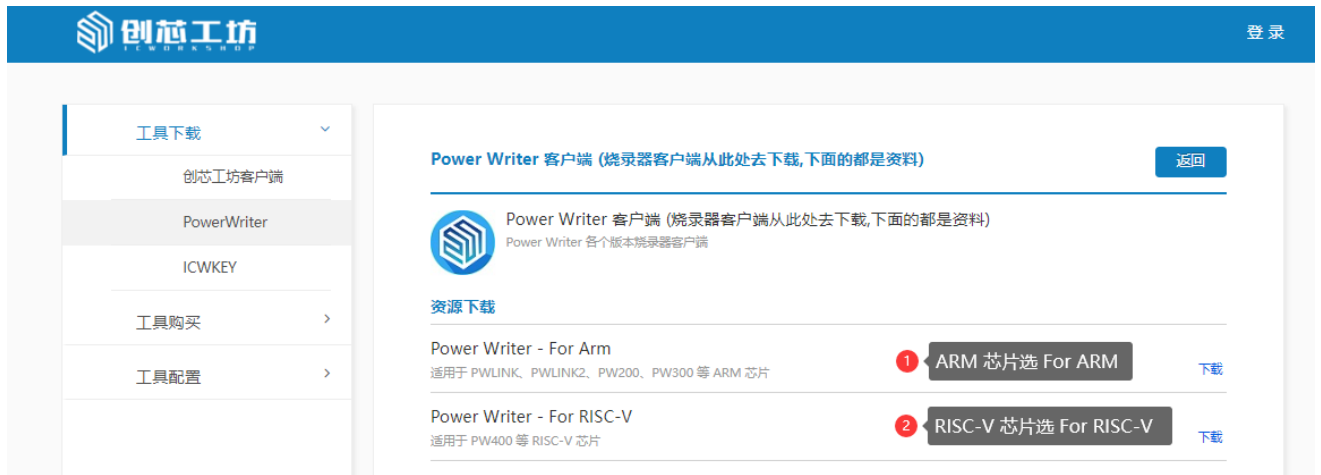 创芯工坊
ICWORKSHOP
登录
工具下载
创芯工坊客户端
PowerWriter
ICWKEY
工具购买
工具配置
Power Writer 客户端 (烧录器客户端从此处去下载,下面的都是资料)
返回
Power Writer 客户端 (烧录器客户端从此处去下载,下面的都是资料)
Power Writer 各个版本烧录器客户端
资源下载
Power Writer - For Arm
适用于 PWLINK、PWLINK2、PW200、PW300 等 ARM 芯片
1 ARM 芯片选 For ARM
下载
Power Writer - For RISC-V
适用于 PW400 等 RISC-V 芯片
2 RISC-V 芯片选 For RISC-V
下载